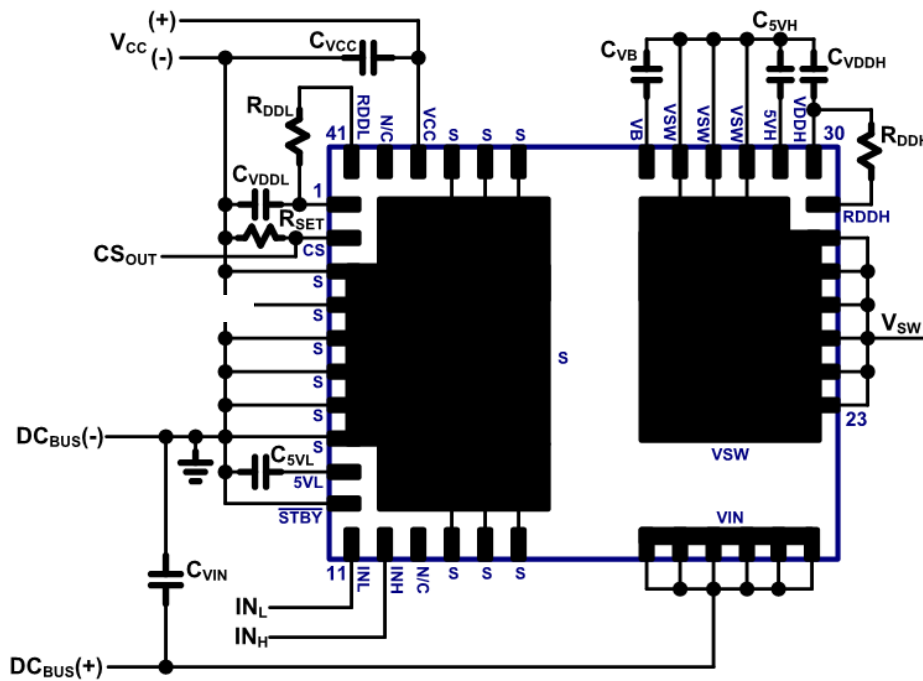 (+)
VCC (-)
CVCC
C5VH
CVB
CVDDH
RDDL
RDDH
41
RDDL
N/C
VCC
S
S
S
VB
VSW
VSW
VSW
5VH
VDDH
30
CVDDL
1
RDDH
RSET
CS
CSOUT
S
S
S
S
S
S
S
VSW
23
DCBUS(-)
VSW
C5VL
5VL
STBY
VIN
CVIN
11
INL
INH
N/C
S
S
S
INL
INH
DCBUS(+)